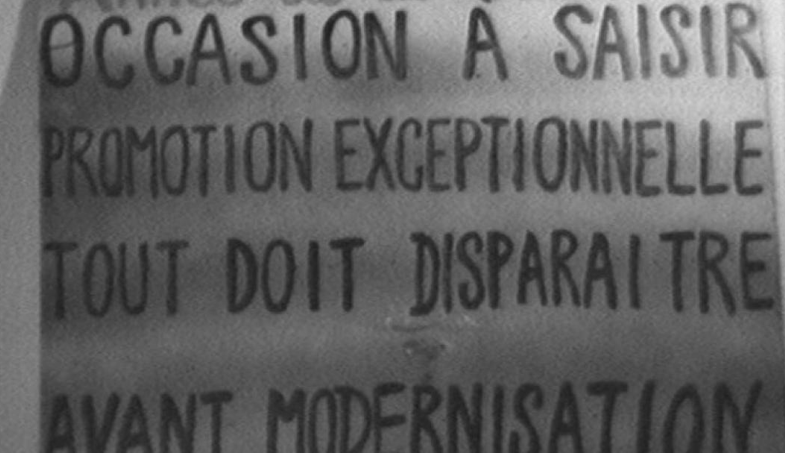 OCCASION À SAISIR
PROMOTION EXCEPTIONNELLE
TOUT DOIT DISPARAITRE
AVANT MODERNISATION